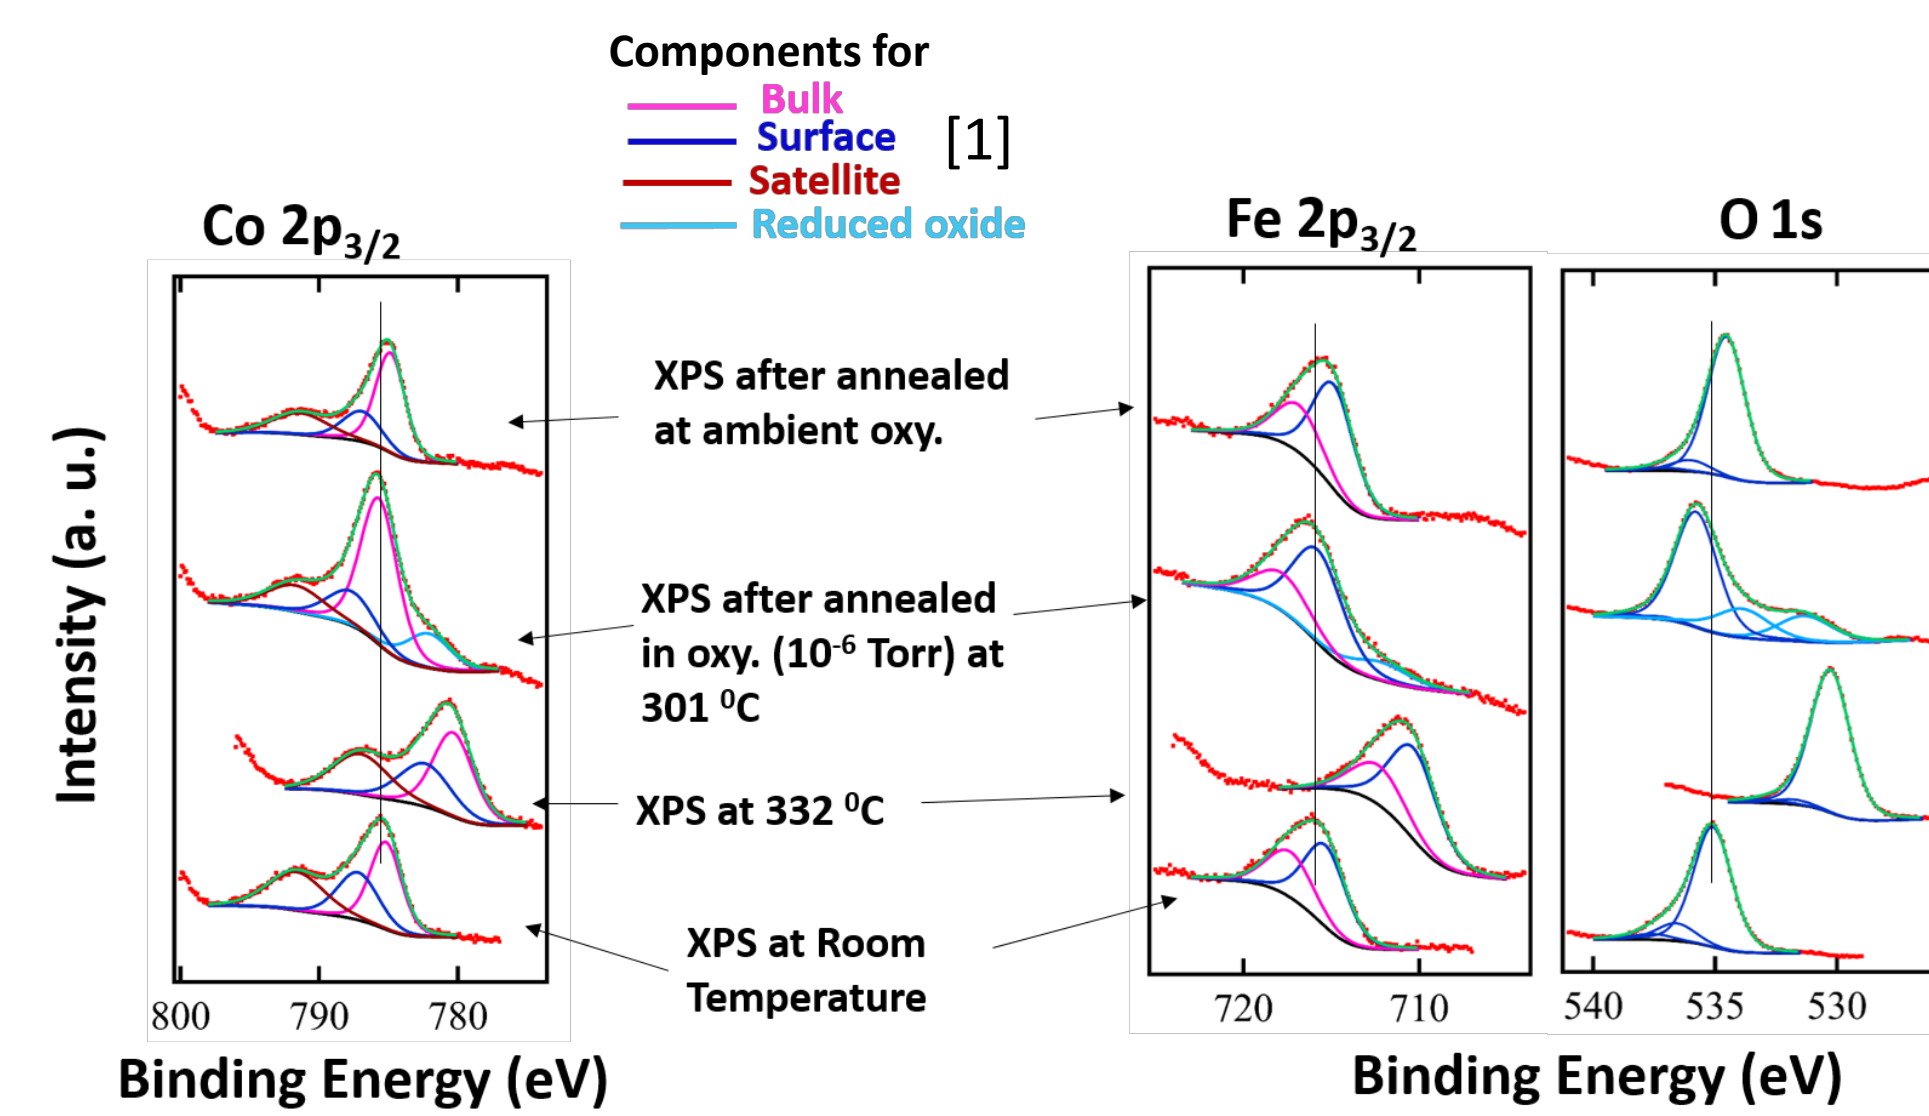 Components for
Bulk
Surface
[1]
Satellite
Reduced oxide
Co 2p3/2
Fe 2p3/2
O 1s
Intensity (a. u.)
XPS after annealed
at ambient oxy.
XPS after annealed
in oxy. (10-6 Torr) at
301 0C
XPS at 332 0C
XPS at Room
Temperature
800 790 780
720 710
540 535 530
Binding Energy (eV)
Binding Energy (eV)